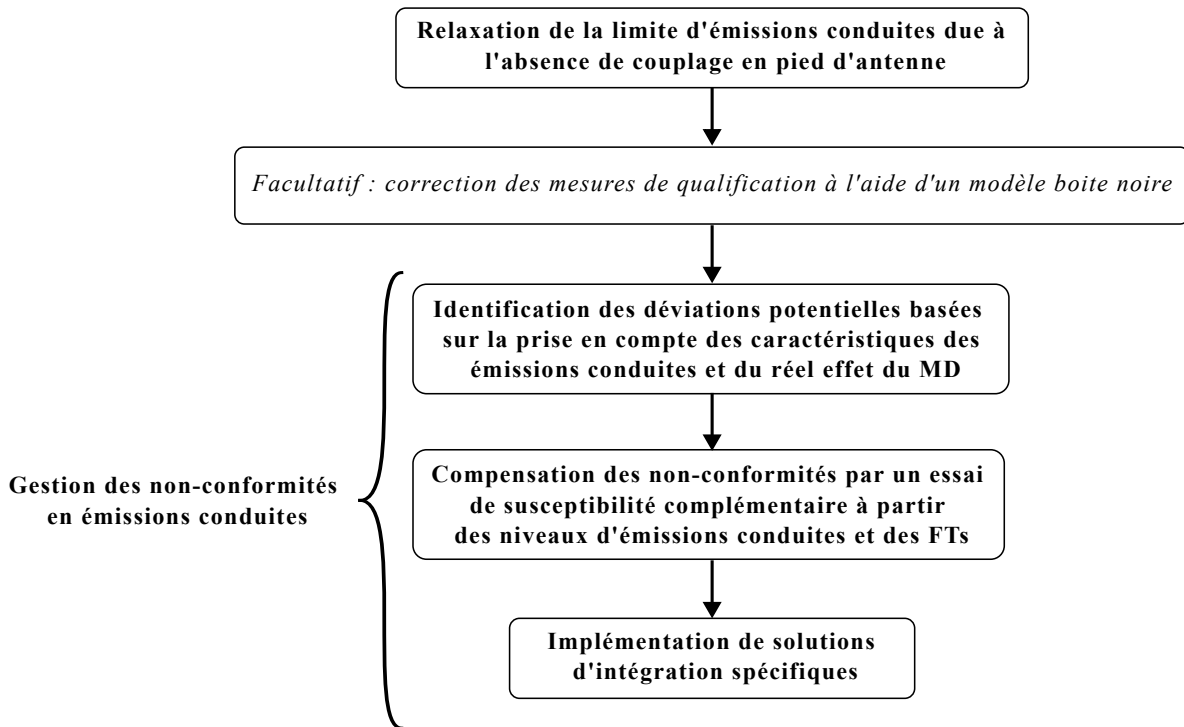 Relaxation de la limite d'émissions conduites due à
l'absence de couplage en pied d'antenne
Facultatif : correction des mesures de qualification à l'aide d'un modèle boite noire
Identification des déviations potentielles basées
sur la prise en compte des caractéristiques des
émissions conduites et du réel effet du MD
Gestion des non-conformités
en émissions conduites
Compensation des non-conformités par un essai
de susceptibilité complémentaire à partir
des niveaux d'émissions conduites et des FTs
Implémentation de solutions
d'intégration spécifiques